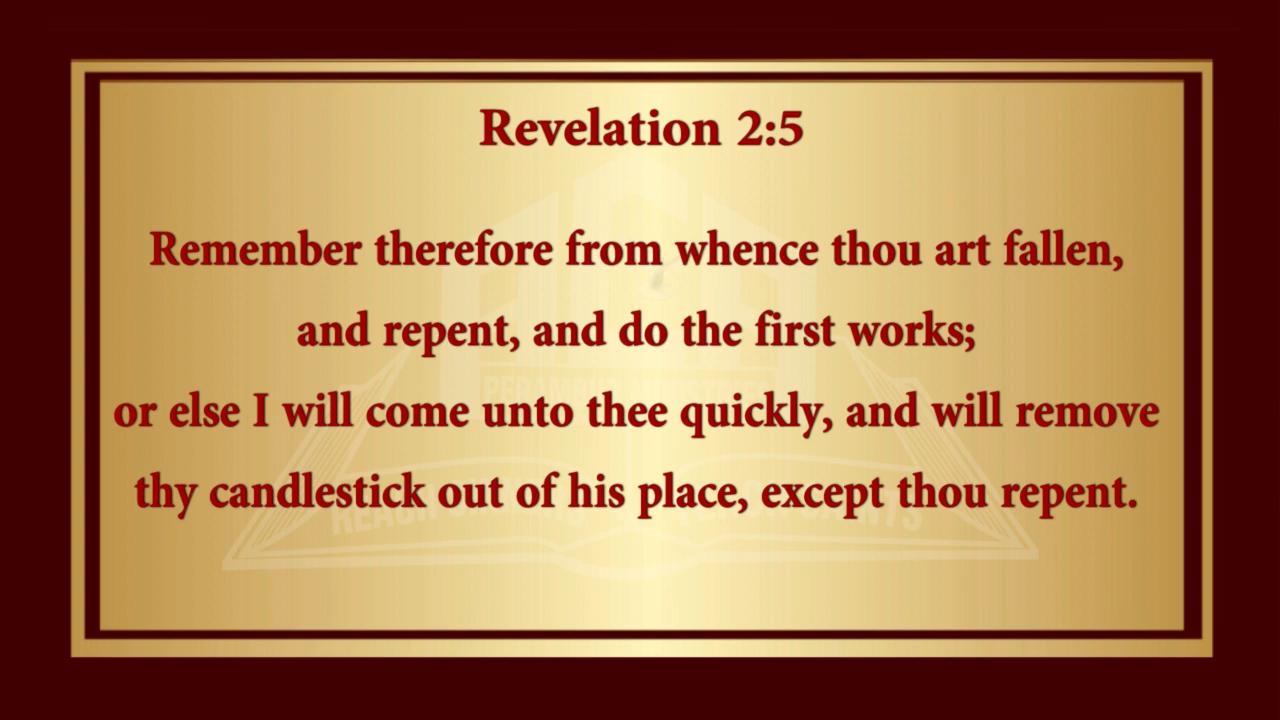 Revelation 2:5
Remember therefore from whence thou art fallen,
and repent, and do the first works;
or else I will come unto thee quickly, and will remove
thy candlestick out of his place, except thou repent.